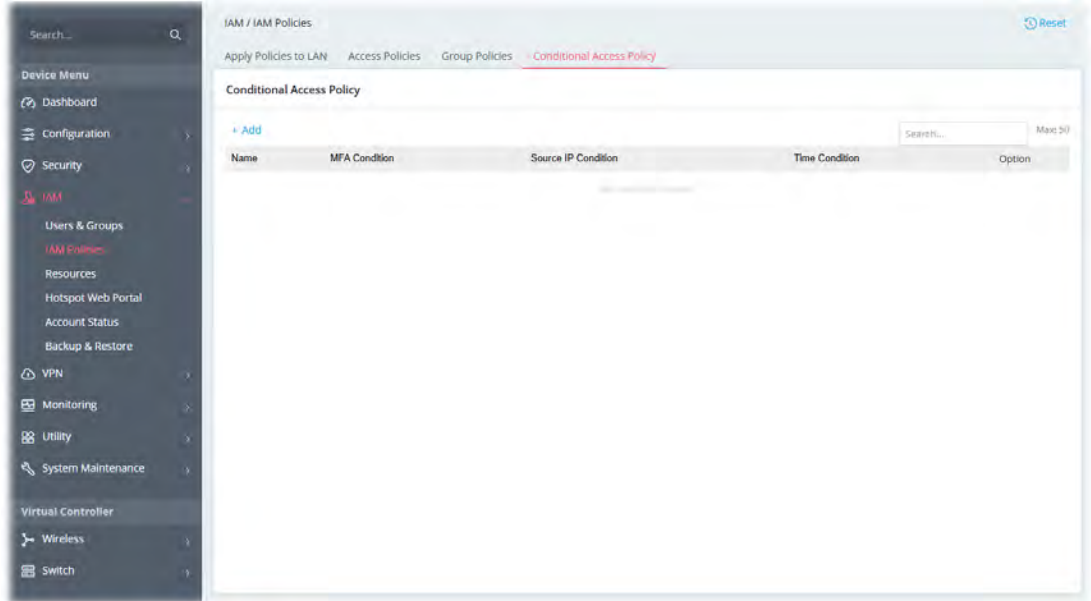 Search...
Device Menu
Dashboard
Configuration
Security
IAM
Users & Groups
IAM Policies
Resources
Hotspot Web Portal
Account Status
Backup & Restore
VPN
Monitoring
Utility
System Maintenance
Virtual Controller
Wireless
Switch
IAM / IAM Policies
Reset
Apply Policies to LAN Access Policies Group Policies Conditional Access Policy
Conditional Access Policy
+ Add
Search...
Max: 50
Name MFA Condition Source IP Condition Time Condition Option